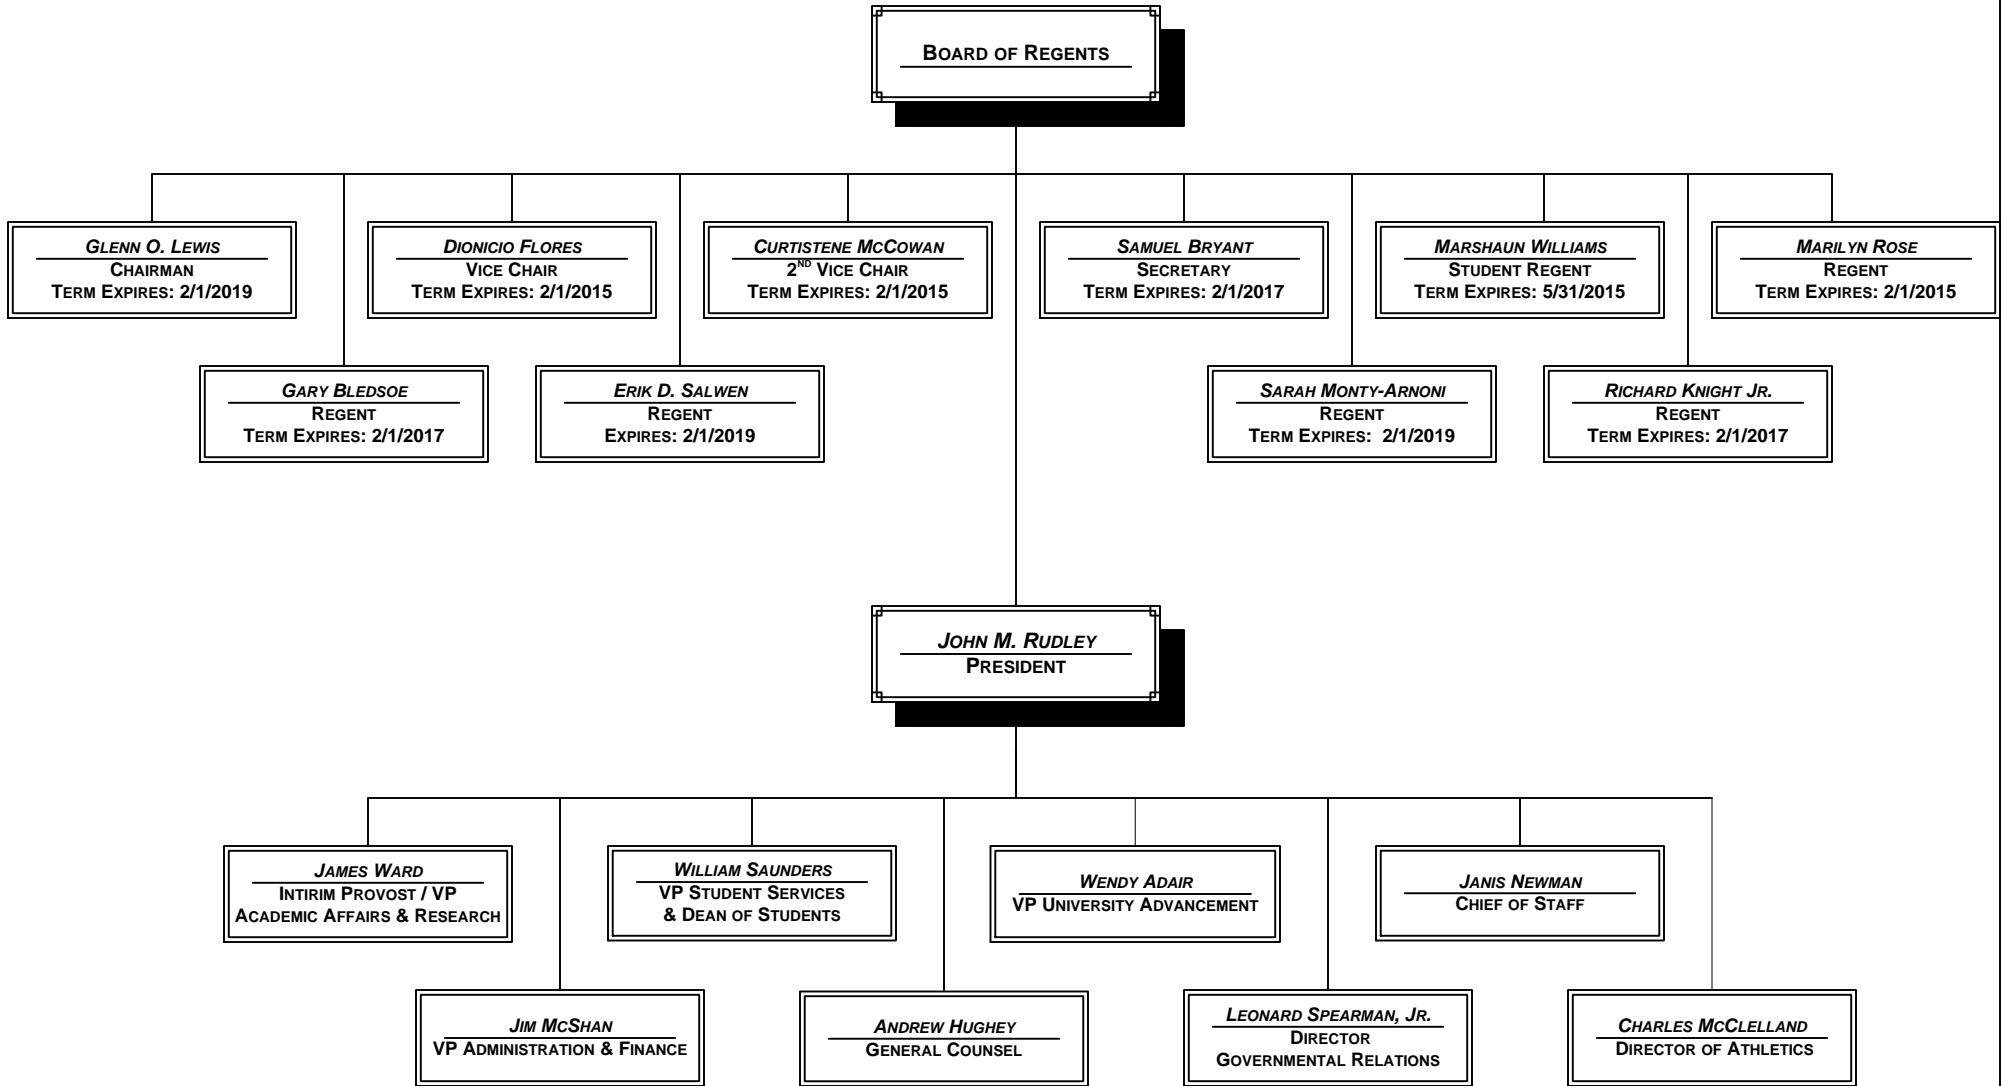 BOARD OF REGENTS
GLENN O. LEWIS
CHAIRMAN
TERM EXPIRES: 2/1/2019
DIONICIO FLORES
VICE CHAIR
TERM EXPIRES: 2/1/2015
CURTISTENE MCCOWAN
2ND VICE CHAIR
TERM EXPIRES: 2/1/2015
SAMUEL BRYANT
SECRETARY
TERM EXPIRES: 2/1/2017
MARSHAUN WILLIAMS
STUDENT REGENT
TERM EXPIRES: 5/31/2015
MARILYN ROSE
REGENT
TERM EXPIRES: 2/1/2015
GARY BLEDSOE
REGENT
TERM EXPIRES: 2/1/2017
ERIK D. SALWEN
REGENT
EXPIRES: 2/1/2019
SARAH MONTY-ARNONI
REGENT
TERM EXPIRES: 2/1/2019
RICHARD KNIGHT JR.
REGENT
TERM EXPIRES: 2/1/2017
JOHN M. RUDLEY
PRESIDENT
JAMES WARD
INTIRIM PROVOST / VP
ACADEMIC AFFAIRS & RESEARCH
WILLIAM SAUNDERS
VP STUDENT SERVICES
& DEAN OF STUDENTS
WENDY ADAIR
VP UNIVERSITY ADVANCEMENT
JANIS NEWMAN
CHIEF OF STAFF
JIM MCSHAN
VP ADMINISTRATION & FINANCE
ANDREW HUGHEY
GENERAL COUNSEL
LEONARD SPEARMAN, JR.
DIRECTOR
GOVERNMENTAL RELATIONS
CHARLES MCCLELLAND
DIRECTOR OF ATHLETICS